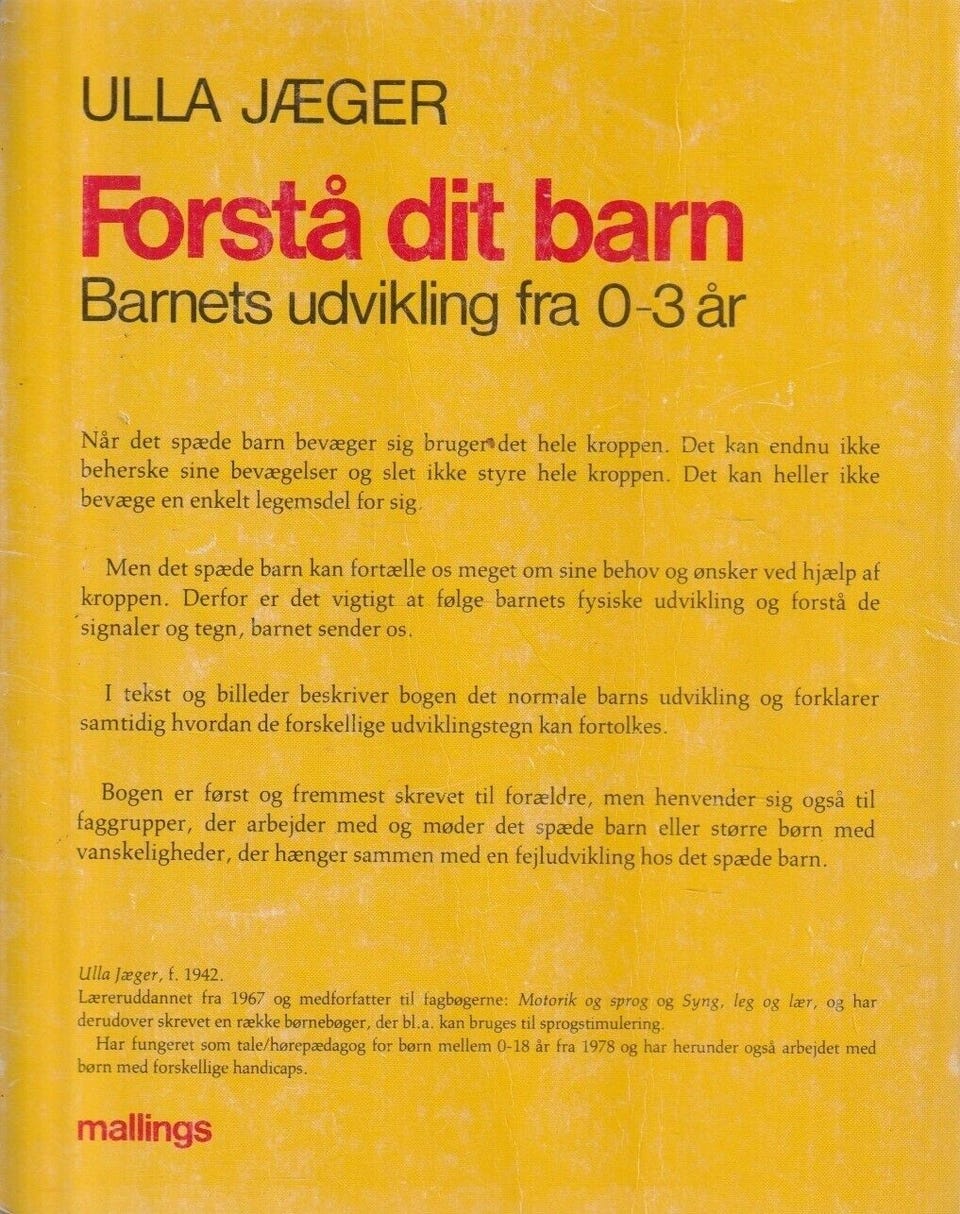 ULLA JÆGER
Forstå dit barn
Barnets udvikling fra 0-3 år
Når det spæde barn bevæger sig bruger det hele kroppen. Det kan endnu ikke
beherske sine bevægelser og slet ikke styre hele kroppen. Det kan heller ikke
bevæge en enkelt legemsdel for sig.
Men det spæde barn kan fortælle os meget om sine behov og ønsker ved hjælp af
kroppen. Derfor er det vigtigt at følge barnets fysiske udvikling og forstå de
signaler og tegn, barnet sender os.
I tekst og billeder beskriver bogen det normale barns udvikling og forklarer
samtidig hvordan de forskellige udviklingstegn kan fortolkes.
Bogen er først og fremmest skrevet til forældre, men henvender sig også til
faggrupper, der arbejder med og møder det spæde barn eller større børn med
vanskeligheder, der hænger sammen med en fejludvikling hos det spæde barn.
Ulla Jæger, f. 1942.
Læreruddannet fra 1967 og medforfatter til fagbøgerne: Motorik og sprog og Syng, leg og lær, og har
derudover skrevet en række børnebøger, der bl.a. kan bruges til sprogstimulering.
Har fungeret som tale/hørepædagog for børn mellem 0-18 år fra 1978 og har herunder også arbejdet med
børn med forskellige handicaps.
mallings